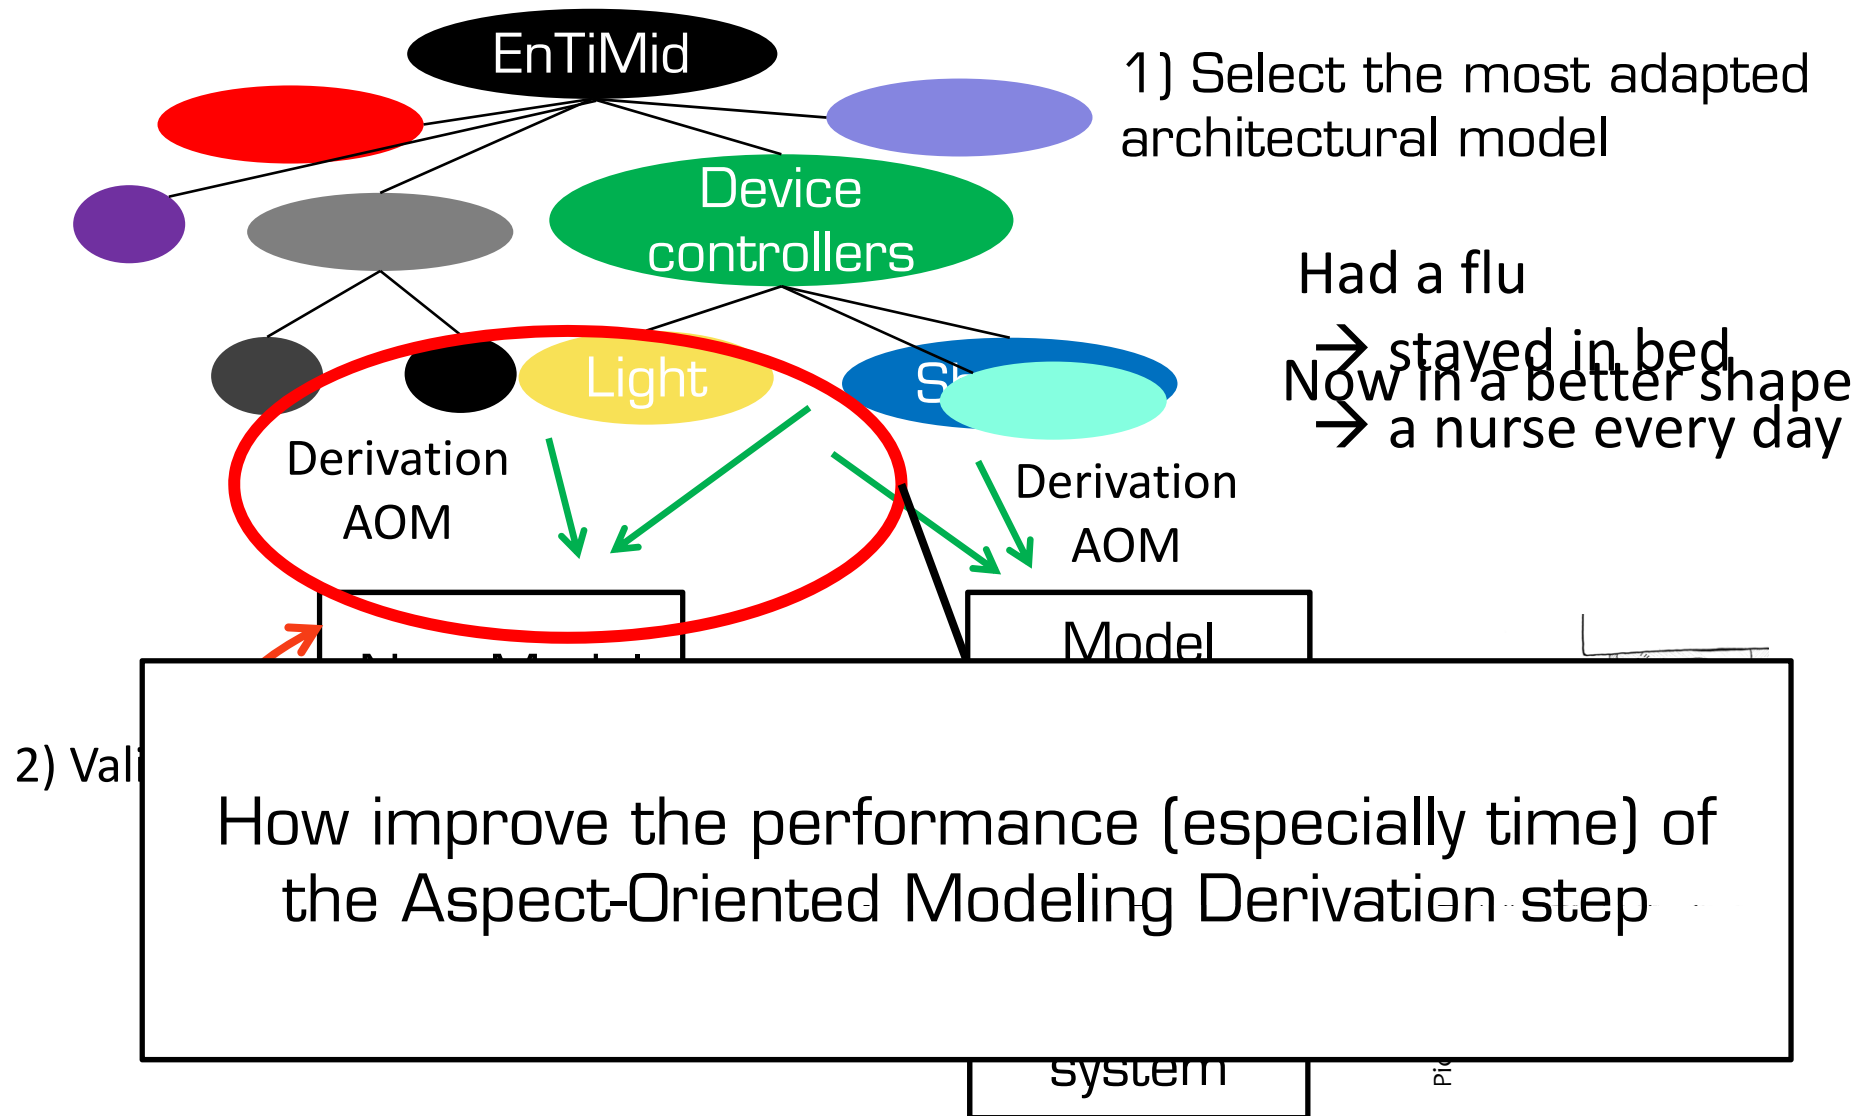 EnTiMid
1) Select the most adapted
architectural model
Device
controllers
Had a flu
→ stayed in bed
Now in a better shape
→ a nurse every day
Light
Derivation
AOM
Derivation
AOM
Model
2)
How improve the performance (especially time) of
the Aspect-Oriented Modeling Derivation step
system